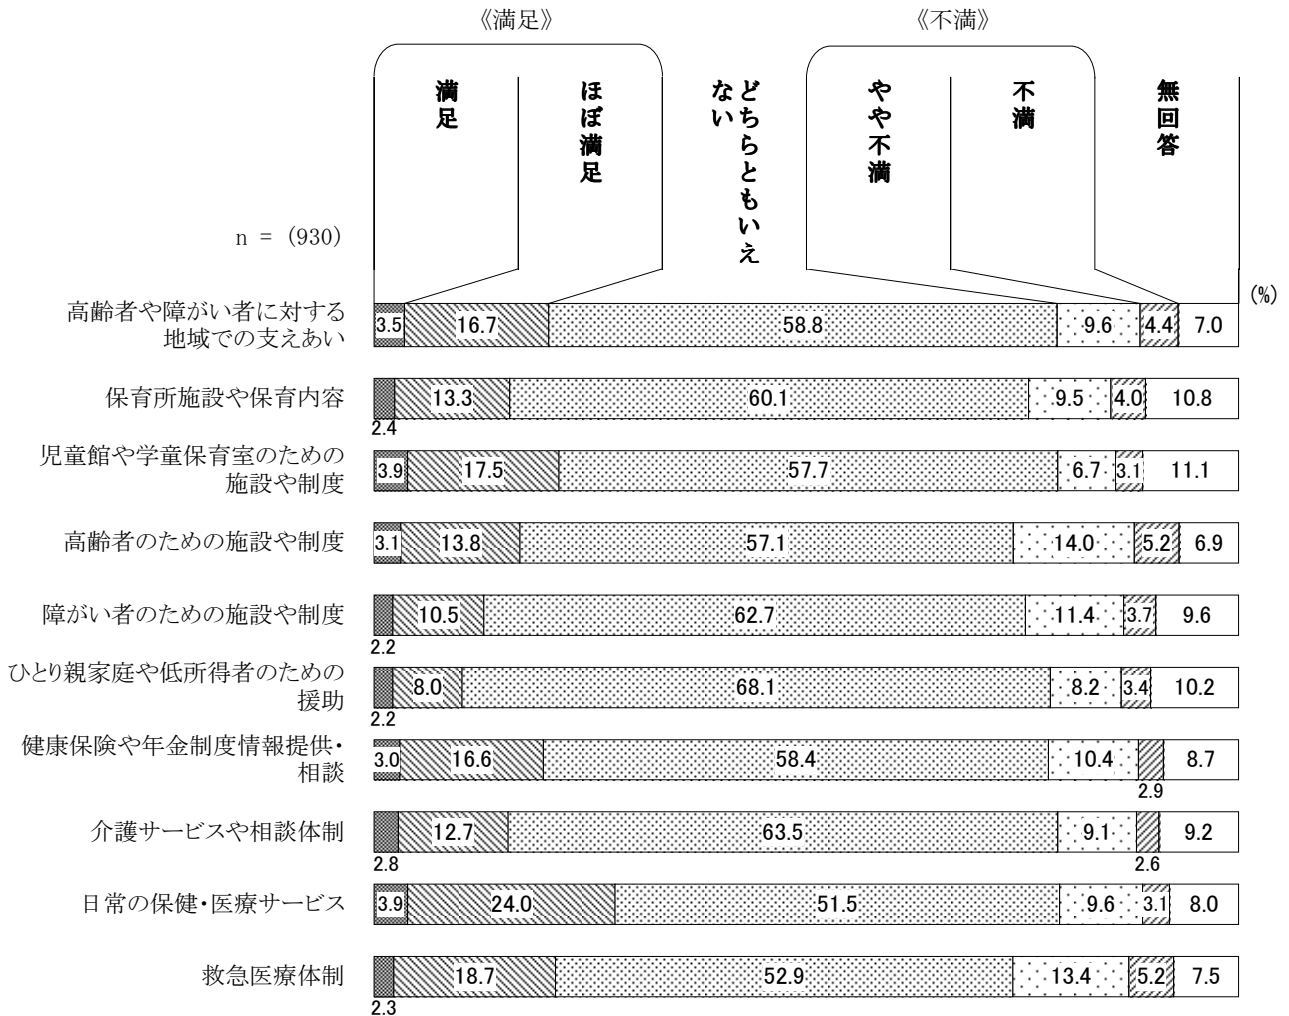 《満足》 《不満》
満足
ほぼ満足
どちらともいえ
ない
やや不満
不満
無回答
n = (930)
(%)
高齢者や障がい者に対する
地域での支えあい
3.5 16.7 58.8 9.6 4.4 7.0
保育所施設や保育内容
13.3 60.1 9.5 4.0 10.8
2.4
児童館や学童保育室のための
施設や制度
3.9 17.5 57.7 6.7 3.1 11.1
高齢者のための施設や制度
3.1 13.8 57.1 14.0 5.2 6.9
障がい者のための施設や制度
10.5 62.7 11.4 3.7 9.6
2.2
ひとり親家庭や低所得者のための
援助
8.0 68.1 8.2 3.4 10.2
2.2
健康保険や年金制度情報提供・
相談
3.0 16.6 58.4 10.4 8.7
2.9
介護サービスや相談体制
12.7 63.5 9.1 9.2
2.8 2.6
日常の保健・医療サービス
3.9 24.0 51.5 9.6 3.1 8.0
救急医療体制
18.7 52.9 13.4 5.2 7.5
2.3